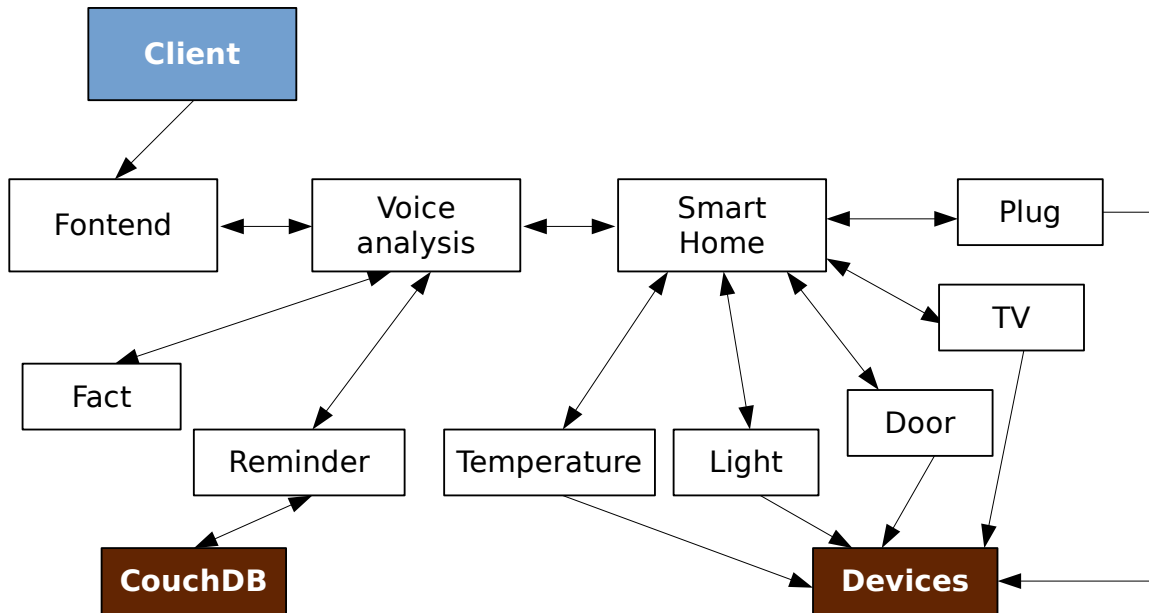 Client
Fontend
Voice
analysis
Smart
Home
Plug
TV
Fact
Door
Reminder
Temperature
Light
CouchDB
Devices